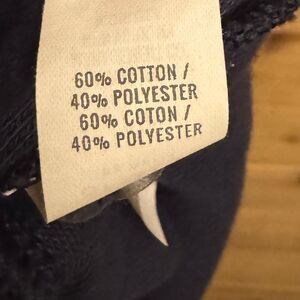 60% COTTON /
40% POLYESTER
60% COTON /
40% POLYESTER